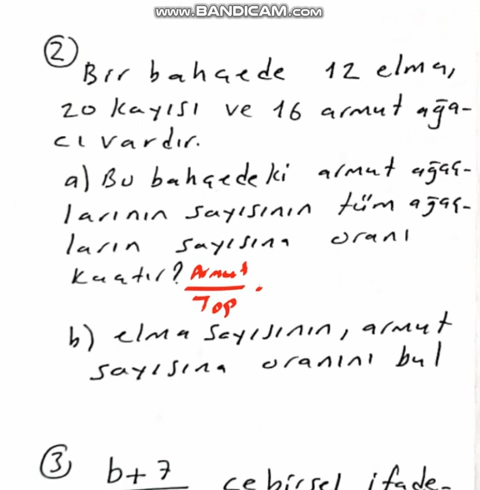 www.BANDICAM.com
2
Bir bahçede 12 elma,
20 kayısı ve 16 armut ağa-
cı vardır.
a) Bu bahçedeki armut ağaç-
larının sayısının tüm ağaç-
ların sayısına oranı
kaçtır? Armut
Top
b) elma sayısının, armut
sayısına oranını bul
3 b+7 cebirsel ifade-